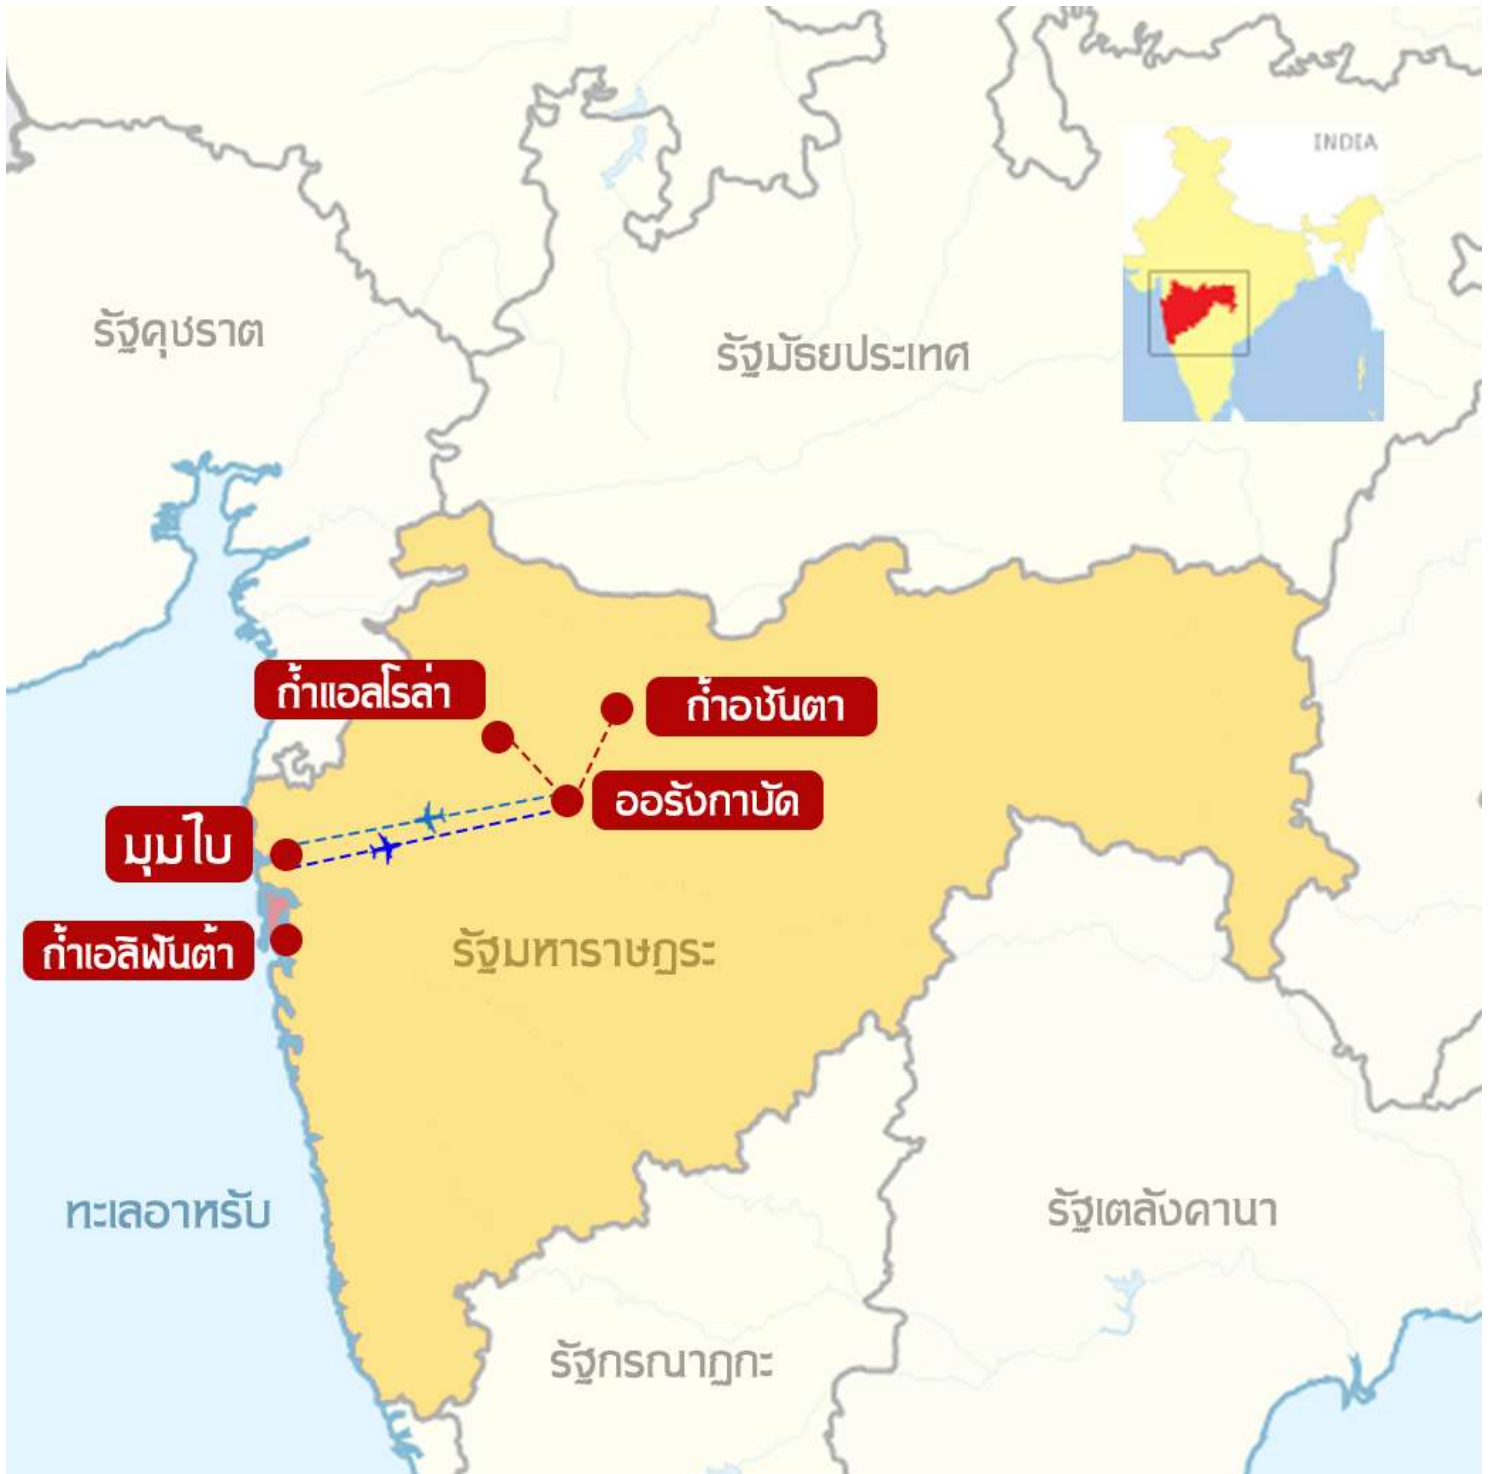 INDIA
รัฐคุชราต
รัฐมัธยประเทศ
ถ้ำแอลโรล่า
ถ้ำอชันตา
ออรังกาบัด
มุมไบ
ถ้ำเอลิฟันต้า
รัฐมหาราษฎระ
ทะเลอาหรับ
รัฐเตลังคานา
รัฐกรณาฏกะ